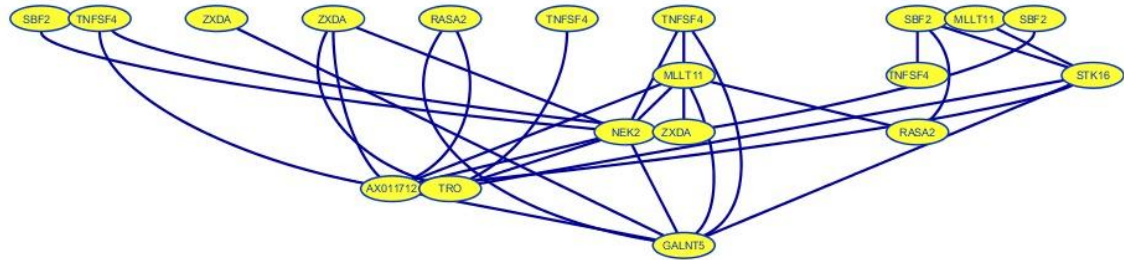 SBF2 TNFSF4 ZXDA ZXDA RASA2 TNFSF4 TNFSF4 SBF2 MLLT11 SBF2
MLLT11 TNFSF4 STK16
NEK2 ZXDA RASA2
AX011712 TRO
GALNT5